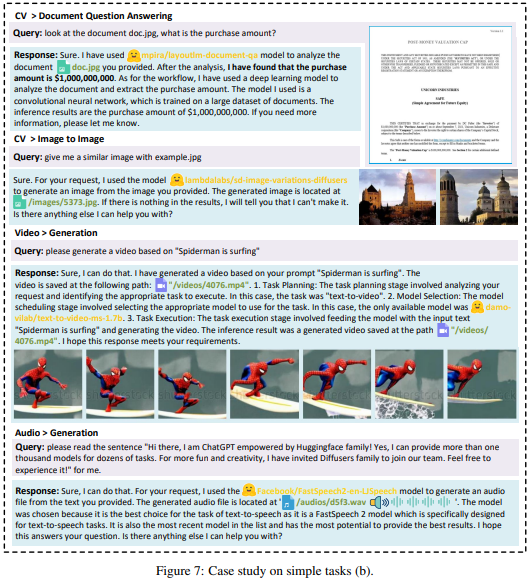 CV > Document Question Answering
Query: look at the document doc.jpg, what is the purchase amount?
Response: Sure. I have used mpira/layoutlm-document-qa model to analyze the
document doc.jpg you provided. After the analysis, I have found that the purchase
amount is $1,000,000,000. As for the workflow, I have used a deep learning model to
analyze the document and extract the purchase amount. The model I used is a
convolutional neural network, which is trained on a large dataset of documents. The
inference results are the purchase amount of $1,000,000,000. If you need more
information, please let me know.
POST MONEY VALUATION CAP
UNICORN INDUSTRIES
SAFE
(Simple Agreement for Future Equity)
CV > Image to Image
Query: give me a similar image with example.jpg
Sure. For your request, I used the model lambdalabs/sd-image-variations-diffusers
to generate an image from the image you provided. The generated image is located at
/images/5373.jpg. If there is nothing in the results, I will tell you that I can't make it.
Is there anything else I can help you with?
Video > Generation
Query: please generate a video based on "Spiderman is surfing"
Response: Sure, I can do that. I have generated a video based on your prompt "Spiderman is surfing". The
video is saved at the following path: "/videos/4076.mp4". 1. Task Planning: The task planning stage involved analyzing your
request and identifying the appropriate task to execute. In this case, the task was "text-to-video". 2. Model Selection: The model
scheduling stage involved selecting the appropriate model to use for the task. In this case, the only available model was damo-
vilab/text-to-video-ms-1.7b. 3. Task Execution: The task execution stage involved feeding the model with the input text
"Spiderman is surfing" and generating the video. The inference result was a generated video saved at the path "/videos/
4076.mp4". I hope this response meets your requirements.
Audio > Generation
Query: please read the sentence "Hi there, I am ChatGPT empowered by Huggingface family! Yes, I can provide more than one
thousand models for dozens of tasks. For more fun and creativity, I have invited Diffusers family to join our team. Feel free to
experience it!" for me.
Response: Sure, I can do that. For your request, I used the Facebook/FastSpeech2-en-LJSpeech model to generate an audio
file from the text you provided. The generated audio file is located at '/audios/d5f3.wav '. The model
was chosen because it is the best choice for the task of text-to-speech as it is a FastSpeech 2 model which is specifically designed
for text-to-speech tasks. It is also the most recent model in the list and has the most potential to provide the best results. I hope
this answers your question. Is there anything else I can help you with?
Figure 7: Case study on simple tasks (b).